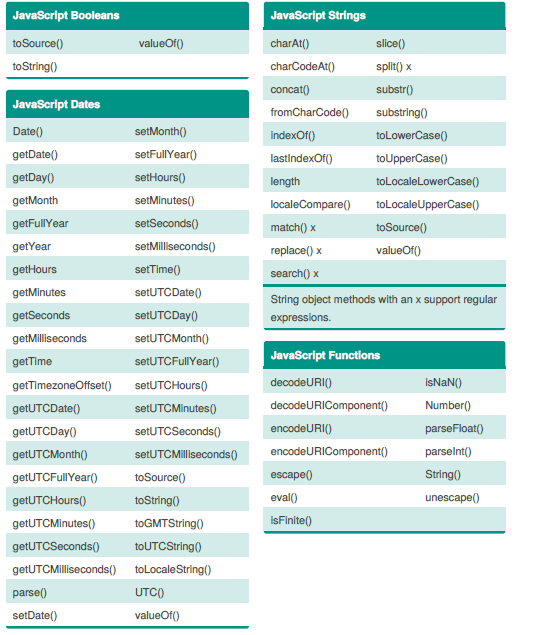 JavaScript Booleans
toSource() valueOf()
toString()
JavaScript Dates
Date() setMonth()
getDate() setFullYear()
getDay() setHours()
getMonth setMinutes()
getFullYear setSeconds()
getYear setMilliseconds()
getHours setTime()
getMinutes setUTCDate()
getSeconds setUTCDay()
getMilliseconds setUTCMonth()
getTime setUTCFullYear()
getTimezoneOffset() setUTCHours()
getUTCDate() setUTCMinutes()
getUTCDay() setUTCSeconds()
getUTCMonth() setUTCMilliseconds()
getUTCFullYear() toSource()
getUTCHours() toString()
getUTCMinutes() toGMTString()
getUTCSeconds() toUTCString()
getUTCMilliseconds() toLocaleString()
parse() UTC()
setDate() valueOf()
JavaScript Strings
charAt() slice()
charCodeAt() split() x
concat() substr()
fromCharCode() substring()
indexOf() toLowerCase()
lastIndexOf() toUpperCase()
length toLocaleLowerCase()
localeCompare() toLocaleUpperCase()
match() x toSource()
replace() x valueOf()
search() x
String object methods with an x support regular
expressions.
JavaScript Functions
decodeURI() isNaN()
decodeURIComponent() Number()
encodeURI() parseFloat()
encodeURIComponent() parseInt()
escape() String()
eval() unescape()
isFinite()